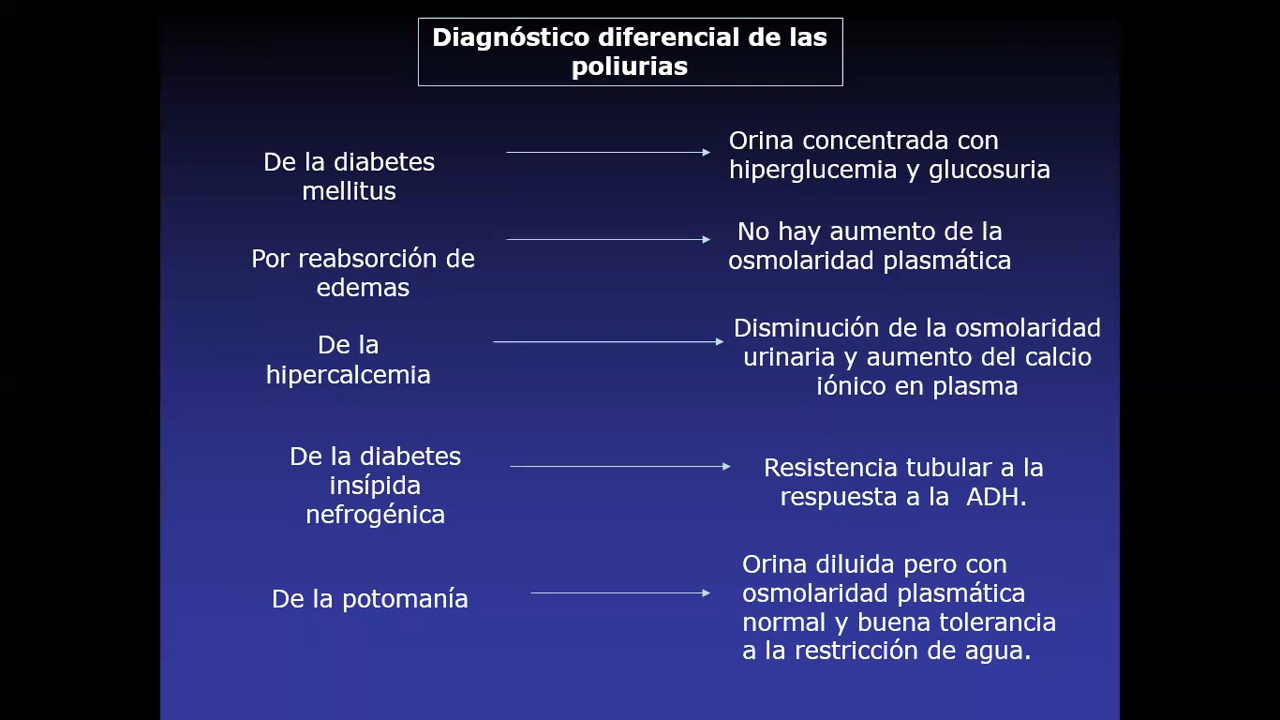 Diagnóstico diferencial de las
poliurias
De la diabetes
mellitus
Orina concentrada con
hiperglucemia y glucosuria
Por reabsorción de
edemas
No hay aumento de la
osmolaridad plasmática
De la
hipercalcemia
Disminución de la osmolaridad
urinaria y aumento del calcio
iónico en plasma
De la diabetes
insípida
nefrogénica
Resistencia tubular a la
respuesta a la ADH.
De la potomanía
Orina diluida pero con
osmolaridad plasmática
normal y buena tolerancia
a la restricción de agua.